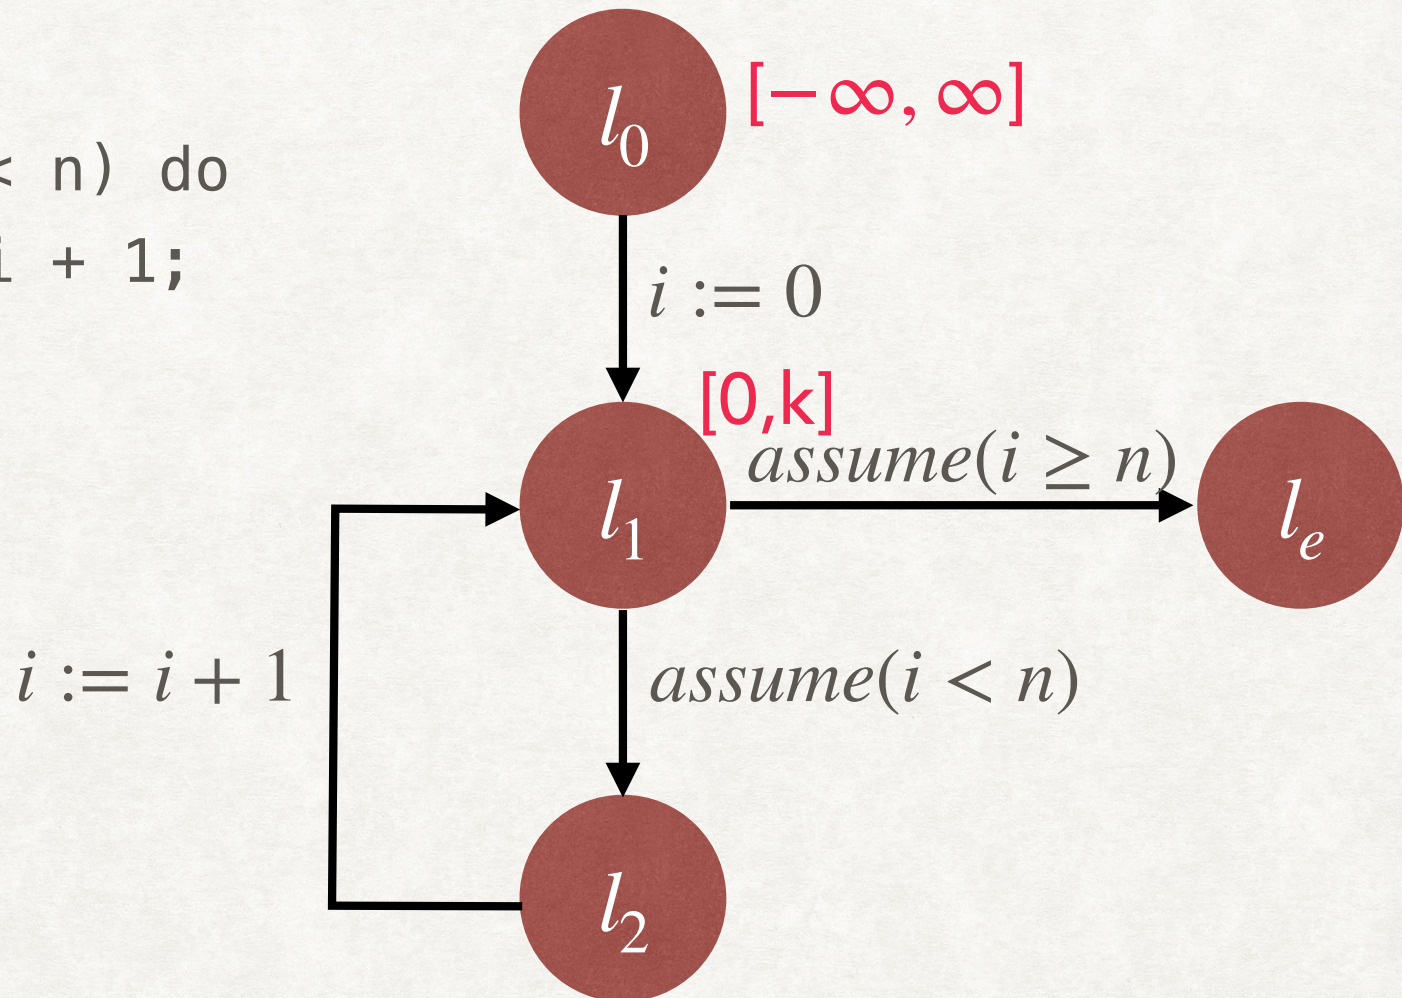 l₀
[−∞, ∞]
< n) do
i + 1;
i := 0
[0,k]
assume(i ≥ n)
l₁
lₑ
i := i + 1
assume(i < n)
l₂